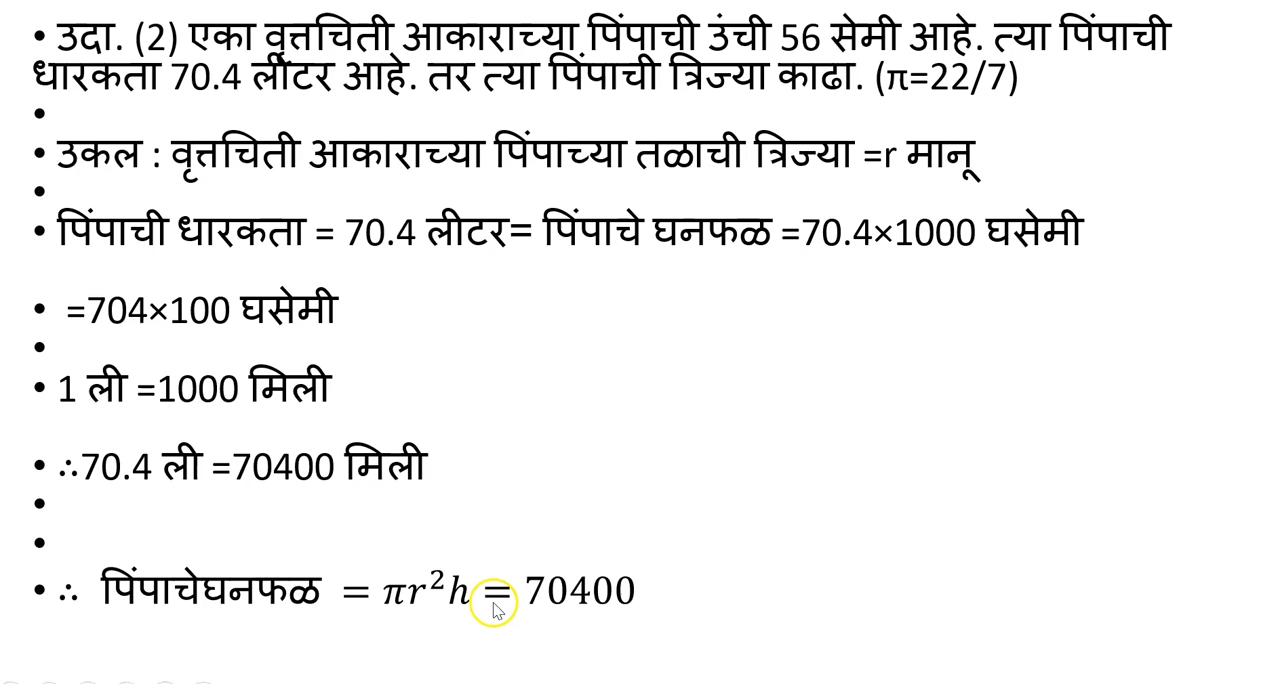 • उदा. (2) एका वृत्तचिती आकाराच्या पिंपाची उंची 56 सेमी आहे. त्या पिंपाची
धारकता 70.4 लीटर आहे. तर त्या पिंपाची त्रिज्या काढा. (π=22/7)
•
• उकल : वृत्तचिती आकाराच्या पिंपाच्या तळाची त्रिज्या =r मानू
•
• पिंपाची धारकता = 70.4 लीटर= पिंपाचे घनफळ =70.4×1000 घसेमी
• =704×100 घसेमी
•
• 1 ली =1000 मिली
• ∴70.4 ली =70400 मिली
•
•
• ∴ पिंपाचेघनफळ = πr²h = 70400